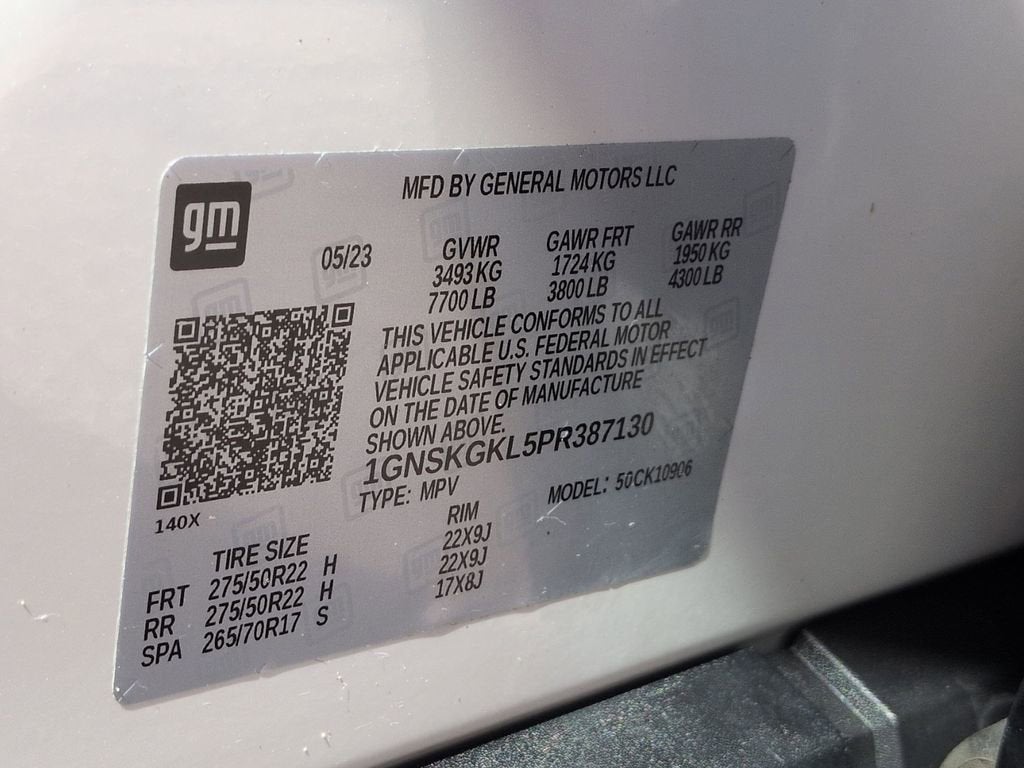 gm
MFD BY GENERAL MOTORS LLC
05/23 GVWR GAWR FRT GAWR RR
3493 KG 1724 KG 1950 KG
7700 LB 3800 LB 4300 LB
THIS VEHICLE CONFORMS TO ALL
APPLICABLE U.S. FEDERAL MOTOR
VEHICLE SAFETY STANDARDS IN EFFECT
ON THE DATE OF MANUFACTURE
SHOWN ABOVE.
1GNSKGKL5PR387130
TYPE: MPV MODEL: 50CK10906
140X
TIRE SIZE RIM
FRT 275/50R22 H 22X9J
RR 275/50R22 H 22X9J
SPA 265/70R17 S 17X8J